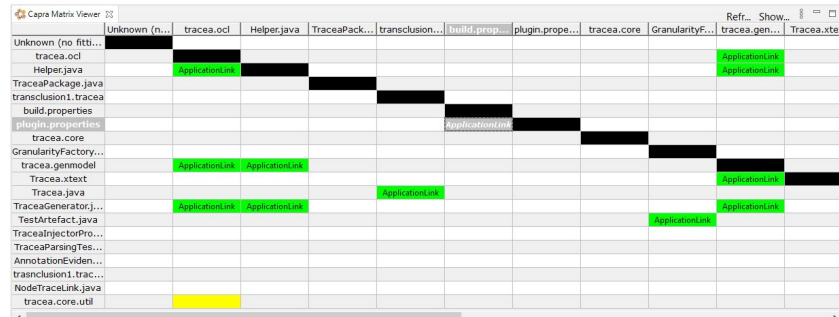 Capra Matrix Viewer
Refr... Show...
Unknown (n... tracea.ocl Helper.java TraceaPack... transclusion... build.prop... plugin.prope... tracea.core GranularityF... tracea.gen... Tracea.xte
Unknown (no fitti...
tracea.ocl ApplicationLink
Helper.java ApplicationLink ApplicationLink
TraceaPackage.java
transclusion1.tracea
build.properties
plugin.properties ApplicationLink
tracea.core
GranularityFactory...
tracea.genmodel ApplicationLink ApplicationLink
Tracea.xtext ApplicationLink
Tracea.java ApplicationLink
TraceaGenerator.j... ApplicationLink ApplicationLink ApplicationLink
TestArtefact.java ApplicationLink
TraceaInjectorPro...
TraceaParsingTes...
AnnotationEviden...
trasnclusion1.trac...
NodeTraceLink.java
tracea.core.util